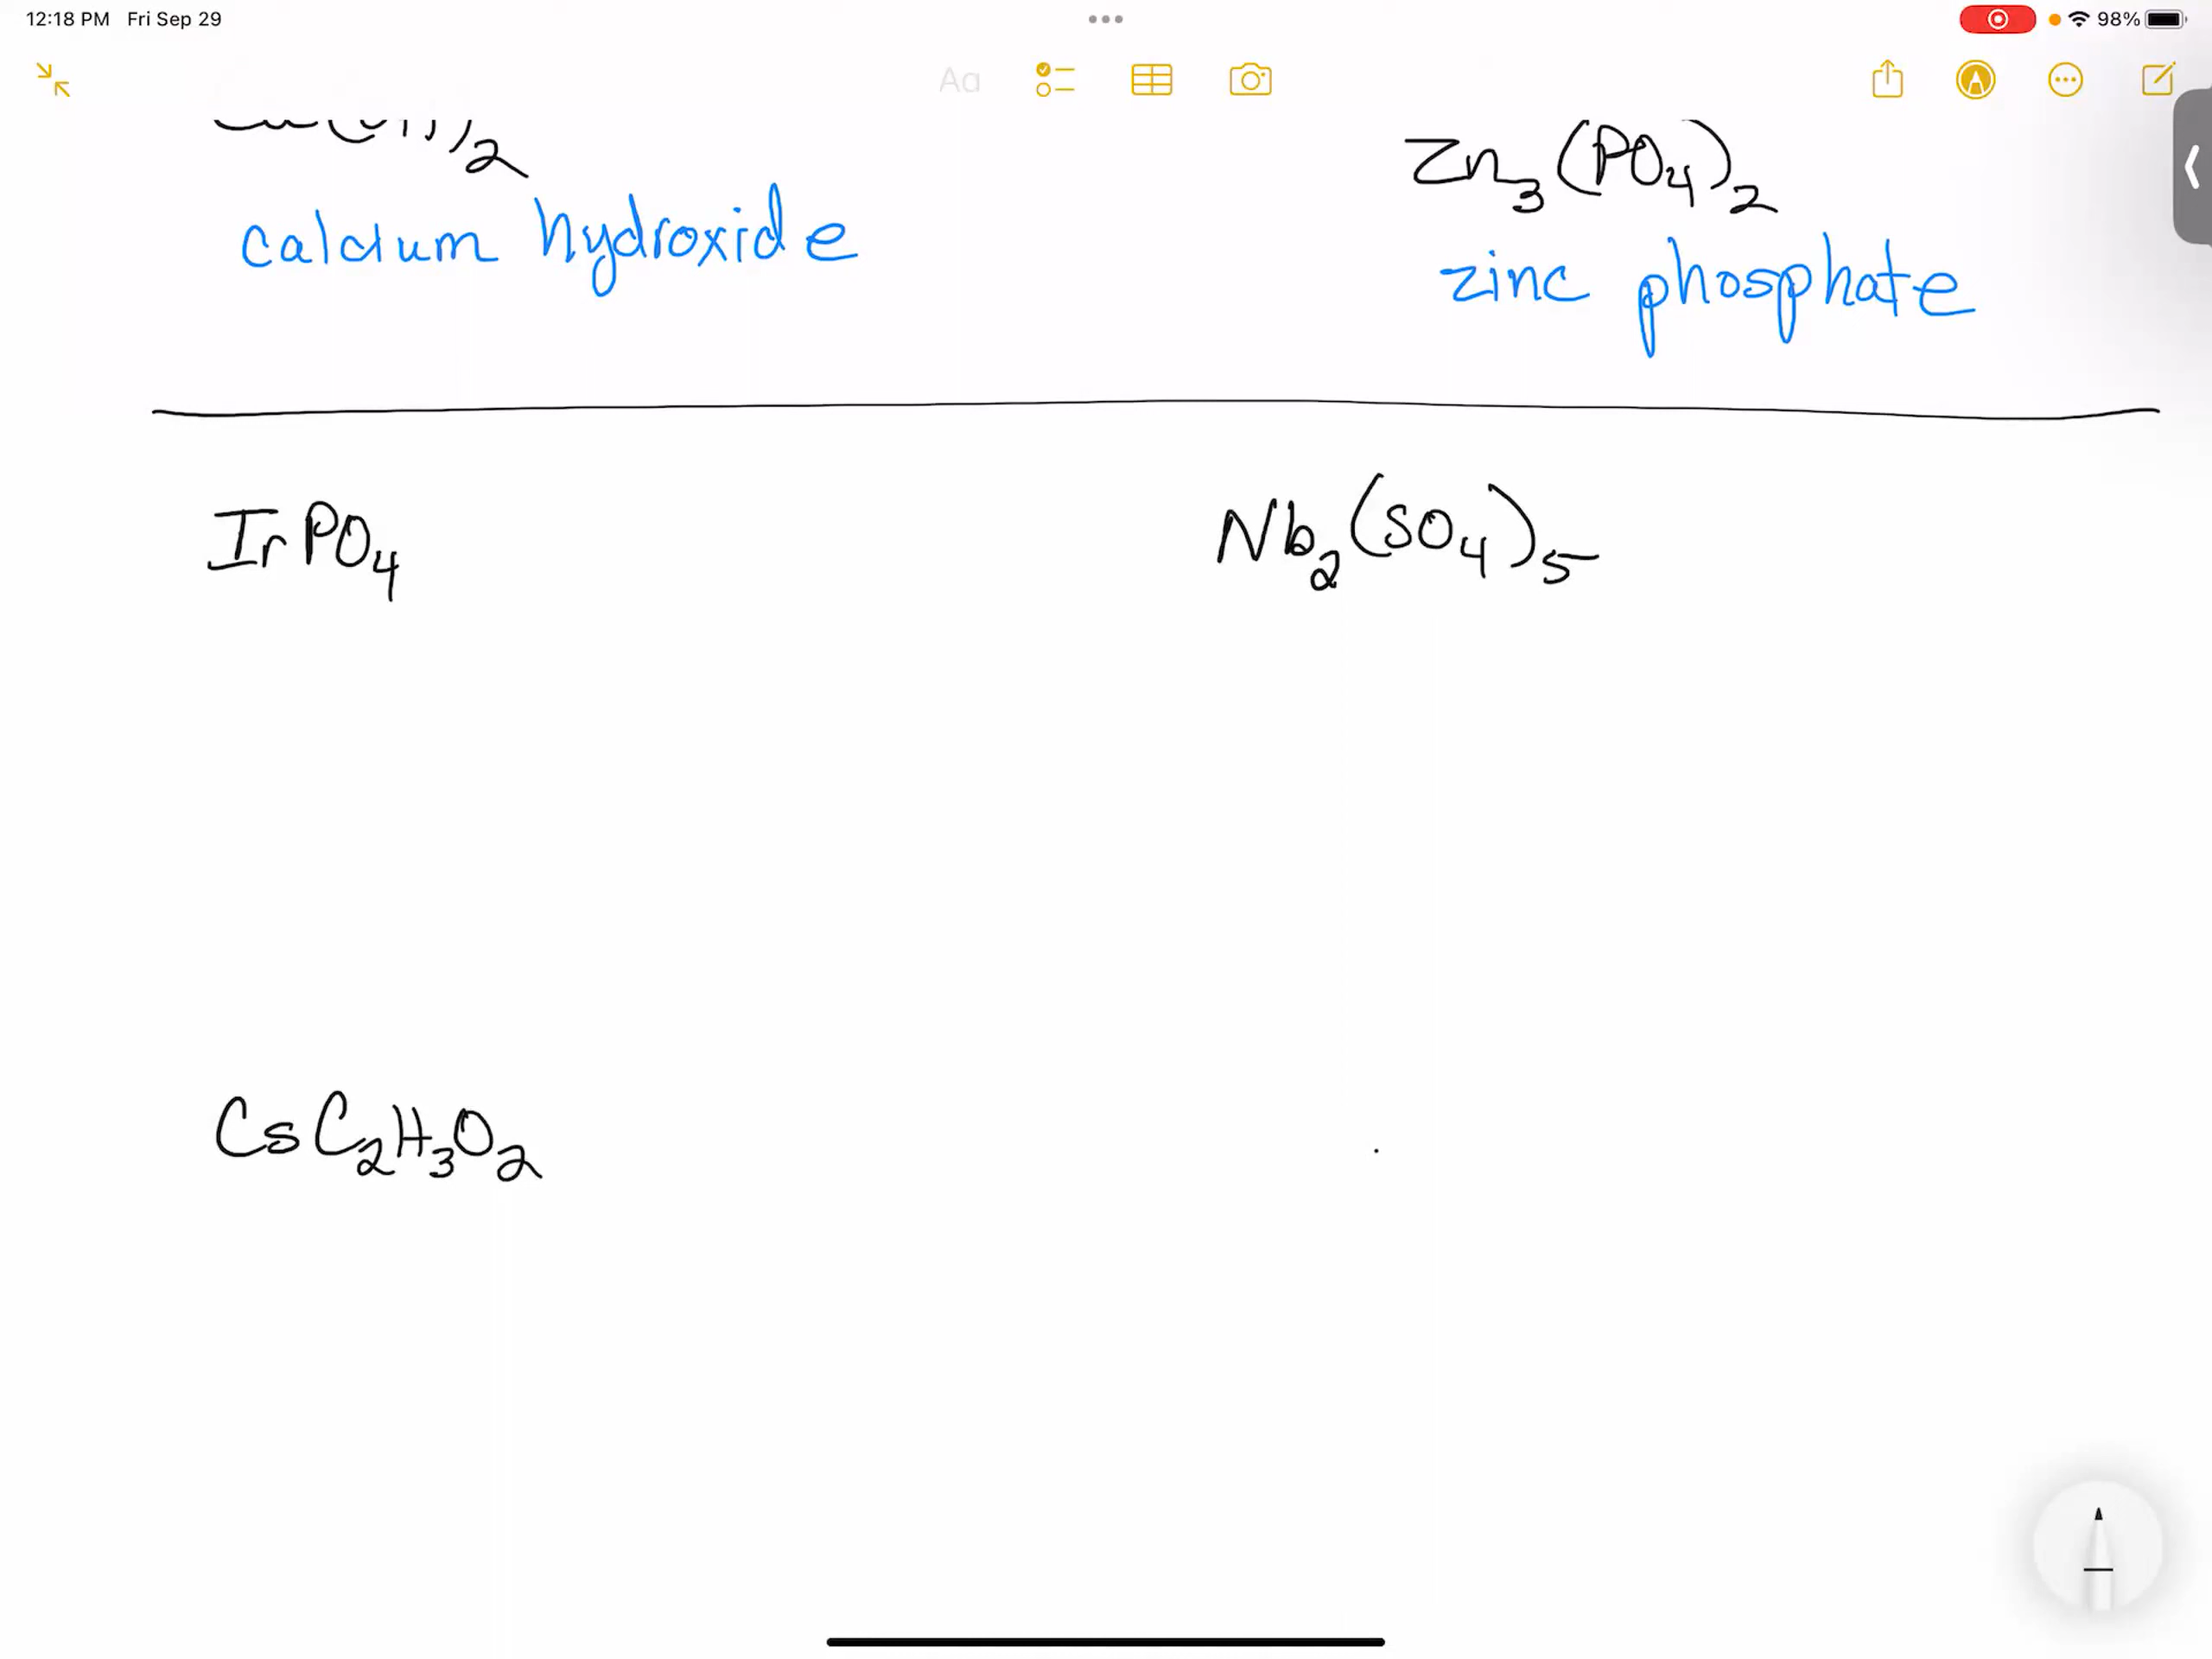 12:18 PM Fri Sep 29
98%
Aa
Zn₃(PO₄)₂
calcium hydroxide
zinc phosphate
IrPO₄
Nb₂(SO₄)₅
CsC₂H₃O₂